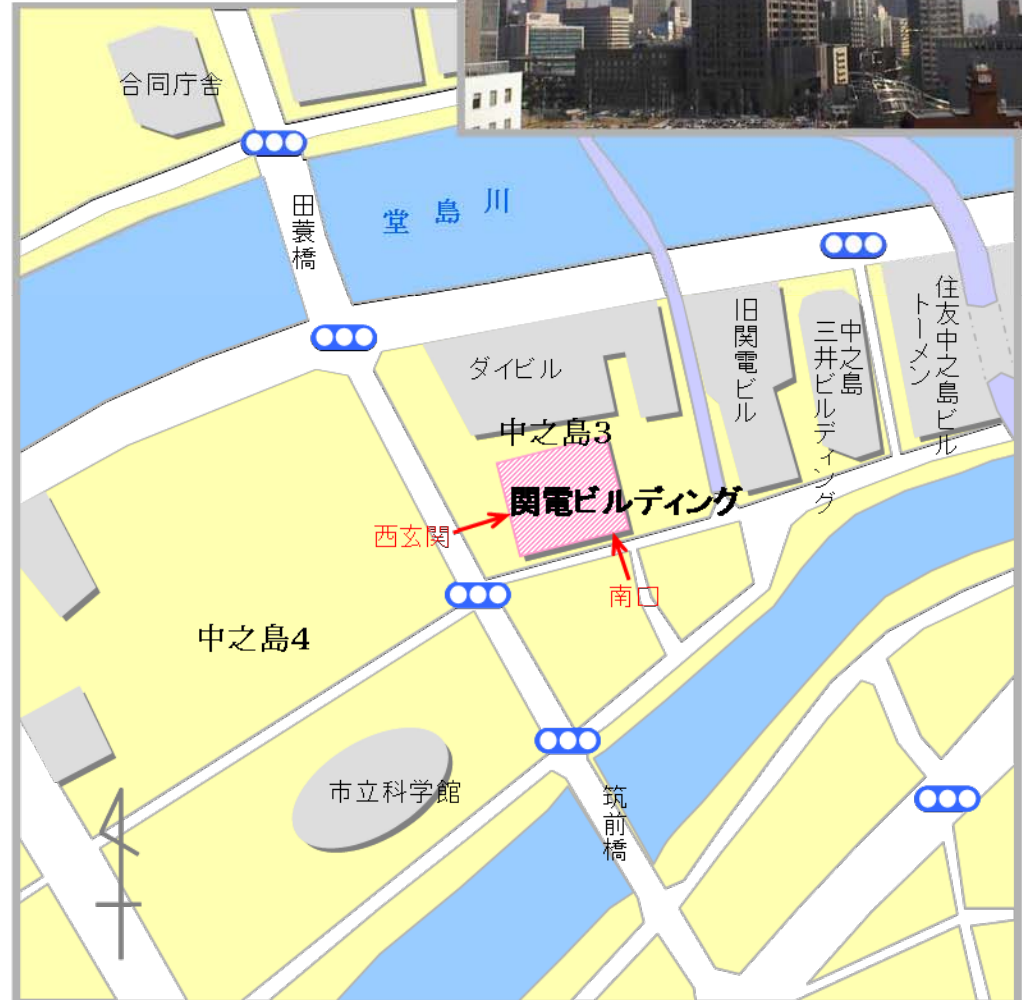 合同庁舎
田蓑橋
堂島川
ダイビル
旧関電ビル
中之島
三井ビルディング
住友中之島ビル
トーメン
中之島3
関電ビルディング
西玄関
南口
中之島4
市立科学館
筑前橋